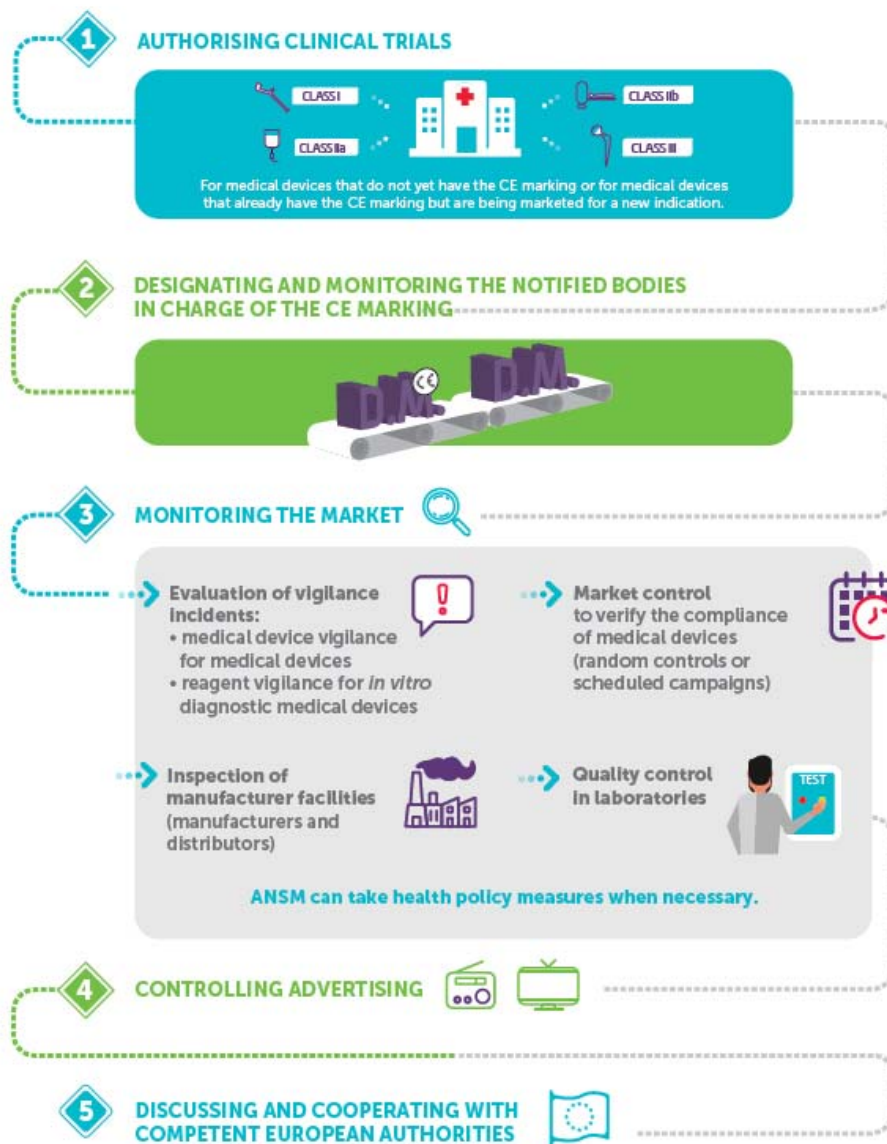 1
AUTHORISING CLINICAL TRIALS
CLASS I
CLASS IIb
CLASS IIa
CLASS III
For medical devices that do not yet have the CE marking or for medical devices
that already have the CE marking but are being marketed for a new indication.
2
DESIGNATING AND MONITORING THE NOTIFIED BODIES
IN CHARGE OF THE CE MARKING
D.M.
CE
D.M.
3
MONITORING THE MARKET
Evaluation of vigilance
incidents:
• medical device vigilance
for medical devices
• reagent vigilance for in vitro
diagnostic medical devices
Market control
to verify the compliance
of medical devices
(random controls or
scheduled campaigns)
Inspection of
manufacturer facilities
(manufacturers and
distributors)
Quality control
in laboratories
TEST
ANSM can take health policy measures when necessary.
4
CONTROLLING ADVERTISING
5
DISCUSSING AND COOPERATING WITH
COMPETENT EUROPEAN AUTHORITIES